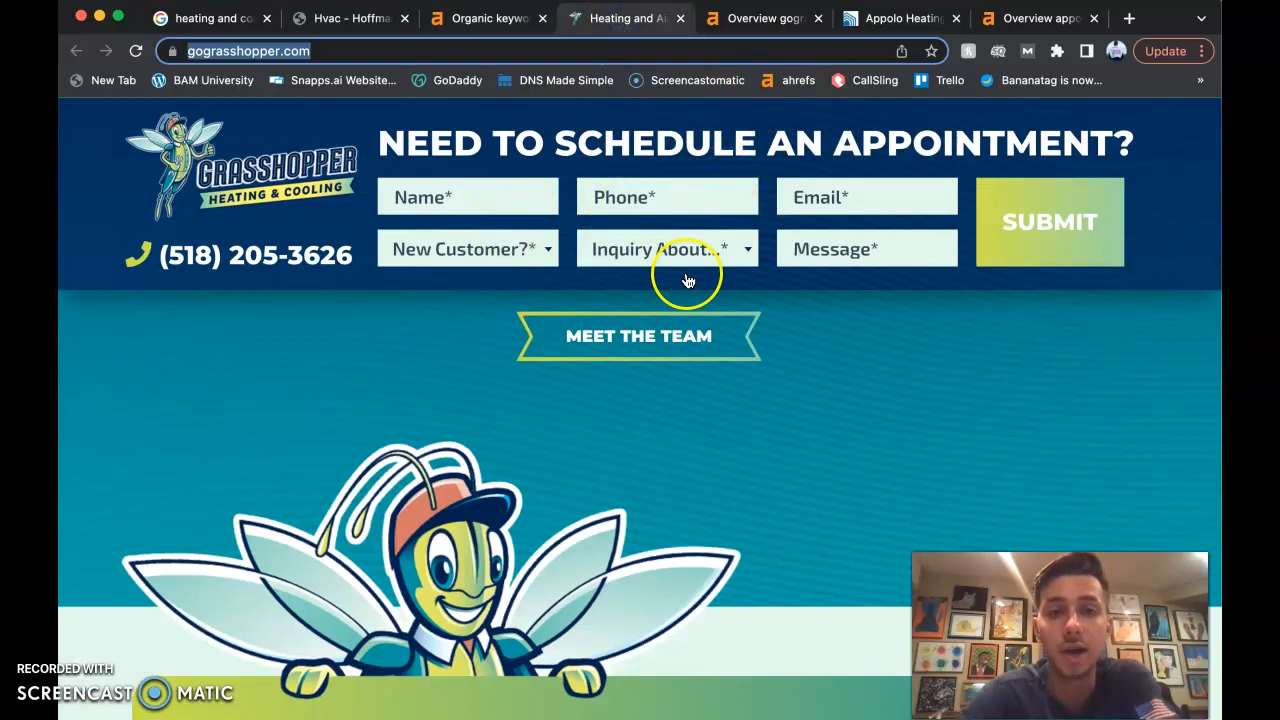 heating and co
Hvac - Hoffma
Organic keywo
Heating and Ai
Overview gogr
Appolo Heating
Overview appo
gograsshopper.com
Update
New Tab
BAM University
Snapps.ai Website...
GoDaddy
DNS Made Simple
Screencastomatic
ahrefs
CallSling
Trello
Bananatag is now...
»
GRASSHOPPER
HEATING & COOLING
(518) 205-3626
NEED TO SCHEDULE AN APPOINTMENT?
Name*
Phone*
Email*
New Customer?*
Inquiry About...*
Message*
SUBMIT
MEET THE TEAM
RECORDED WITH
SCREENCAST MATIC